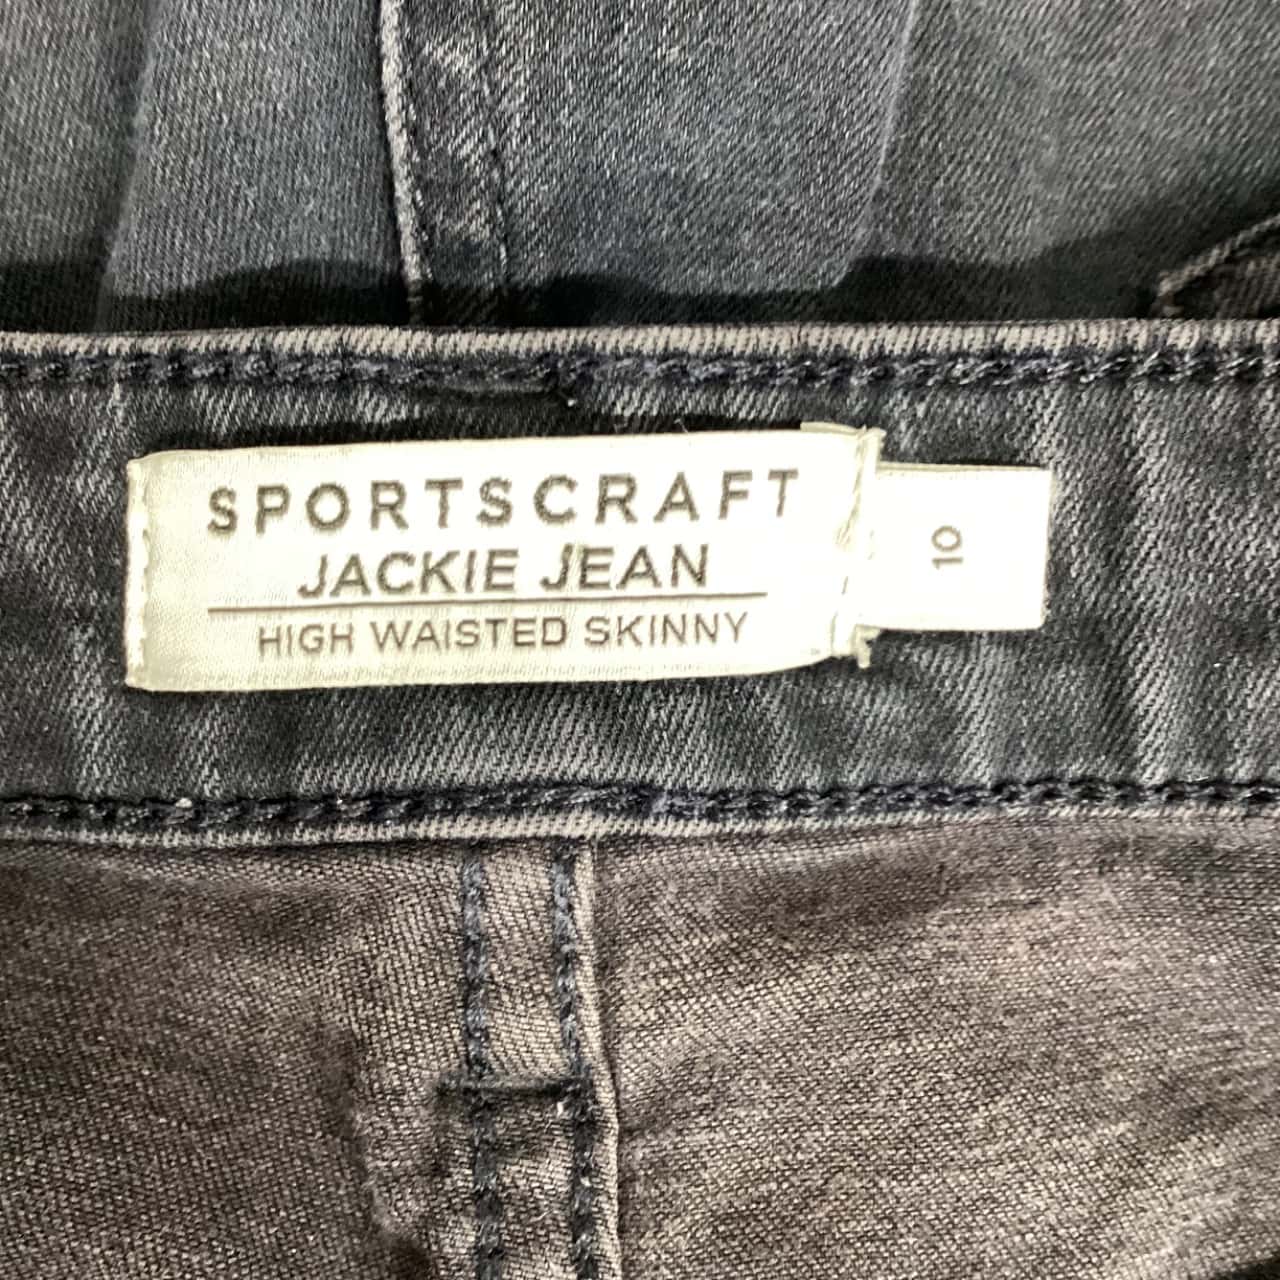 SPORTSCRAFT
JACKIE JEAN
HIGH WAISTED SKINNY
10